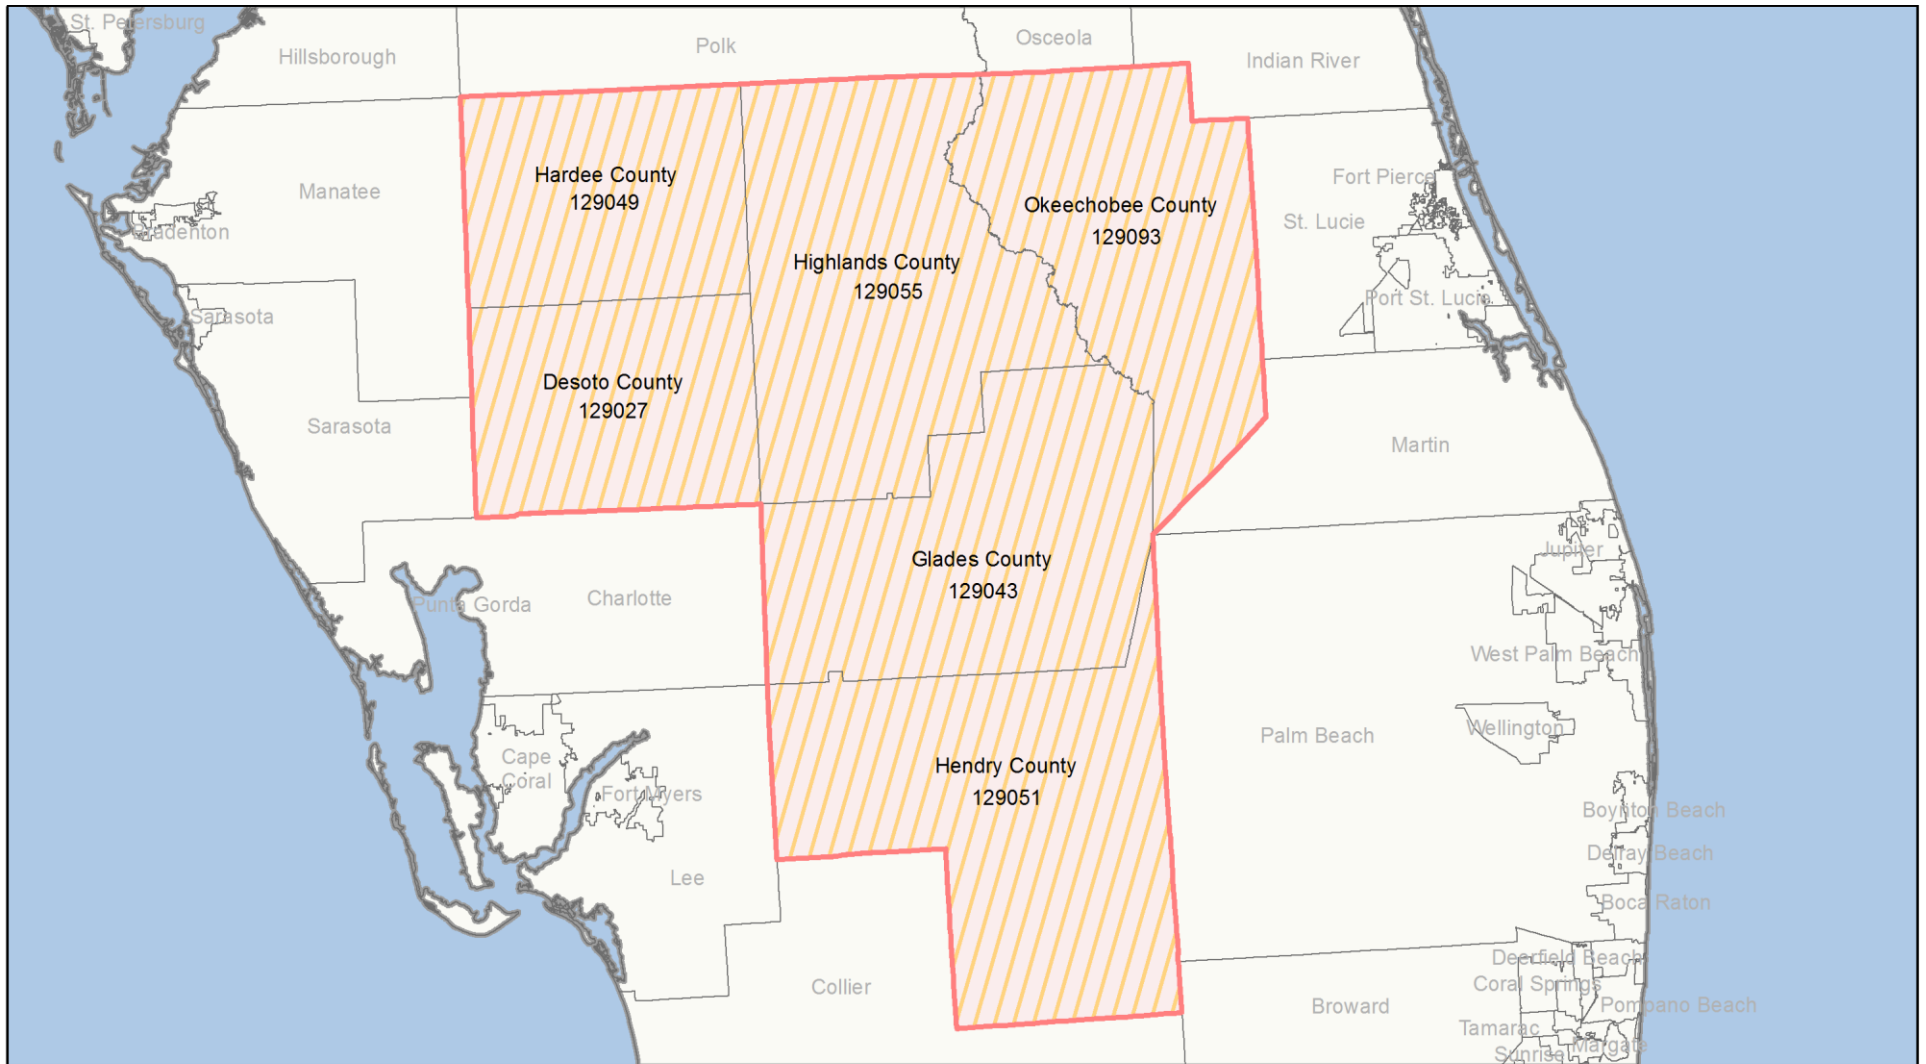 St. Petersburg
Hillsborough
Polk
Osceola
Indian River
Hardee County
129049
Okeechobee County
129093
Fort Pierce
St. Lucie
Manatee
Bradenton
Highlands County
129055
Port St. Lucie
Sarasota
Desoto County
129027
Sarasota
Martin
Glades County
129043
Jupiter
Charlotte
Punta Gorda
West Palm Beach
Wellington
Palm Beach
Hendry County
129051
Cape
Coral
Fort Myers
Boynton Beach
Delray Beach
Lee
Boca Raton
Deerfield Beach
Coral Springs
Collier
Broward
Pompano Beach
Tamarac
Margate
Sunrise